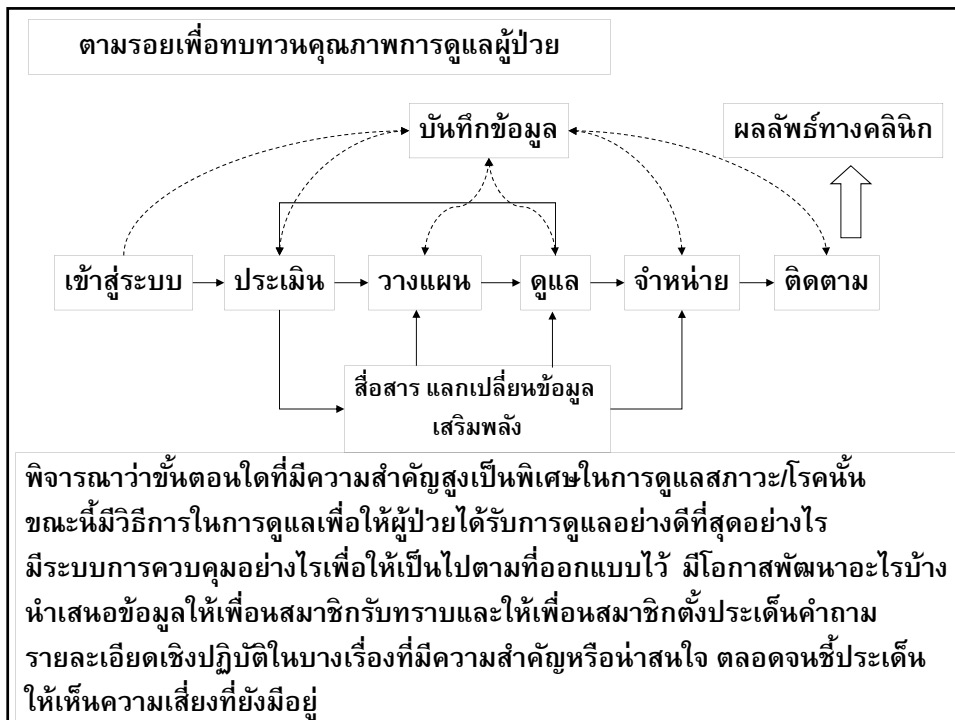 ตามรอยเพื่อทบทวนคุณภาพการดูแลผู้ป่วย
บันทึกข้อมูล
ผลลัพธ์ทางคลินิก
เข้าสู่ระบบ
ประเมิน
วางแผน
ดูแล
จำหน่าย
ติดตาม
สื่อสาร แลกเปลี่ยนข้อมูล
เสริมพลัง
พิจารณาว่าขั้นตอนใดที่มีความสำคัญสูงเป็นพิเศษในการดูแลสภาวะ/โรคนั้น
ขณะนี้มีวิธีการในการดูแลเพื่อให้ผู้ป่วยได้รับการดูแลอย่างดีที่สุดอย่างไร
มีระบบการควบคุมอย่างไรเพื่อให้เป็นไปตามที่ออกแบบไว้ มีโอกาสพัฒนาอะไรบ้าง
นำเสนอข้อมูลให้เพื่อนสมาชิกรับทราบและให้เพื่อนสมาชิกตั้งประเด็นคำถาม
รายละเอียดเชิงปฏิบัติในบางเรื่องที่มีความสำคัญหรือน่าสนใจ ตลอดจนชี้ประเด็น
ให้เห็นความเสี่ยงที่ยังมีอยู่